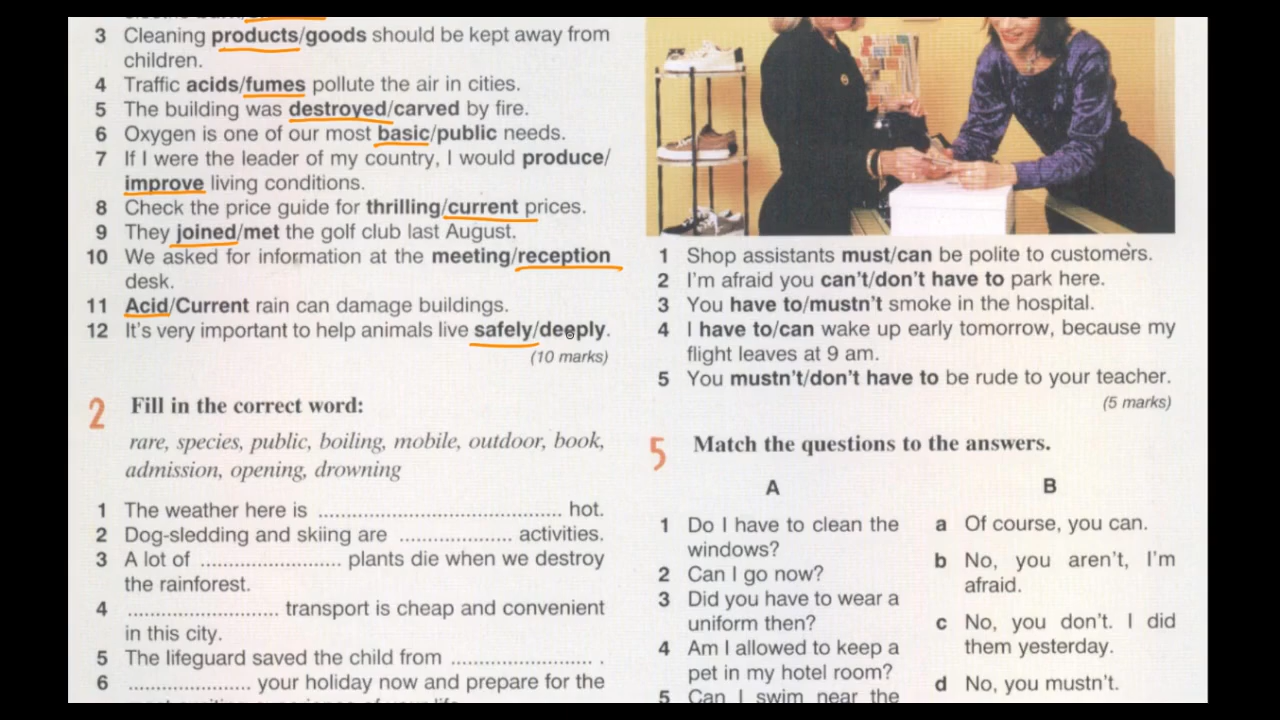 3 Cleaning products/goods should be kept away from
children.
4 Traffic acids/fumes pollute the air in cities.
5 The building was destroyed/carved by fire.
6 Oxygen is one of our most basic/public needs.
7 If I were the leader of my country, I would produce/
improve living conditions.
8 Check the price guide for thrilling/current prices.
9 They joined/met the golf club last August.
10 We asked for information at the meeting/reception
desk.
11 Acid/Current rain can damage buildings.
12 It's very important to help animals live safely/deeply.
(10 marks)
2 Fill in the correct word:
rare, species, public, boiling, mobile, outdoor, book,
admission, opening, drowning
1 The weather here is .......................................... hot.
2 Dog-sledding and skiing are .................... activities.
3 A lot of ......................... plants die when we destroy
the rainforest.
4 .......................... transport is cheap and convenient
in this city.
5 The lifeguard saved the child from ......................... .
6 ...................... your holiday now and prepare for the
1 Shop assistants must/can be polite to customers.
2 I'm afraid you can't/don't have to park here.
3 You have to/mustn't smoke in the hospital.
4 I have to/can wake up early tomorrow, because my
flight leaves at 9 am.
5 You mustn't/don't have to be rude to your teacher.
(5 marks)
5 Match the questions to the answers.
A
1 Do I have to clean the
windows?
2 Can I go now?
3 Did you have to wear a
uniform then?
4 Am I allowed to keep a
pet in my hotel room?
5 Can I swim near the
B
a Of course, you can.
b No, you aren't, I'm
afraid.
c No, you don't. I did
them yesterday.
d No, you mustn't.